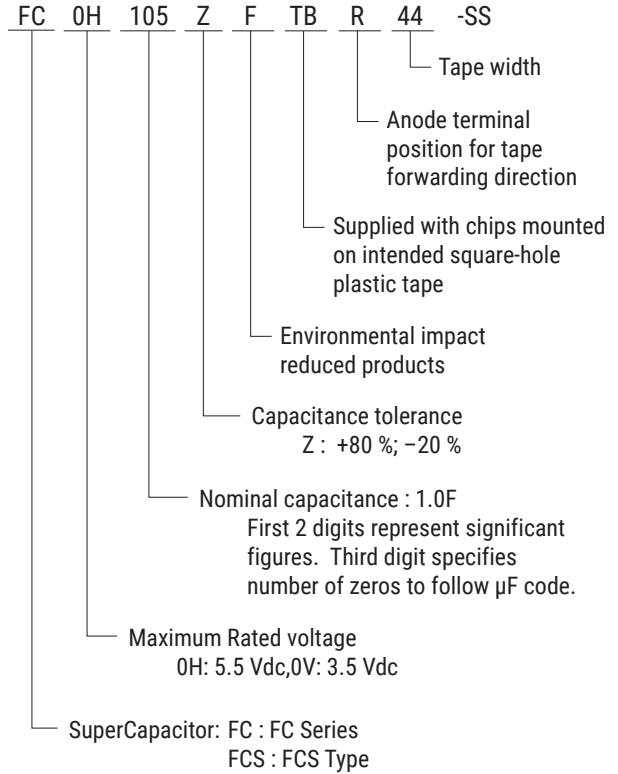 FC 0H 105 Z F TB R 44 -SS
Tape width
Anode terminal
position for tape
forwarding direction
Supplied with chips mounted
on intended square-hole
plastic tape
Environmental impact
reduced products
Capacitance tolerance
Z : +80 %; −20 %
Nominal capacitance : 1.0F
First 2 digits represent significant
figures. Third digit specifies
number of zeros to follow µF code.
Maximum Rated voltage
0H: 5.5 Vdc,0V: 3.5 Vdc
SuperCapacitor: FC : FC Series
FCS : FCS Type